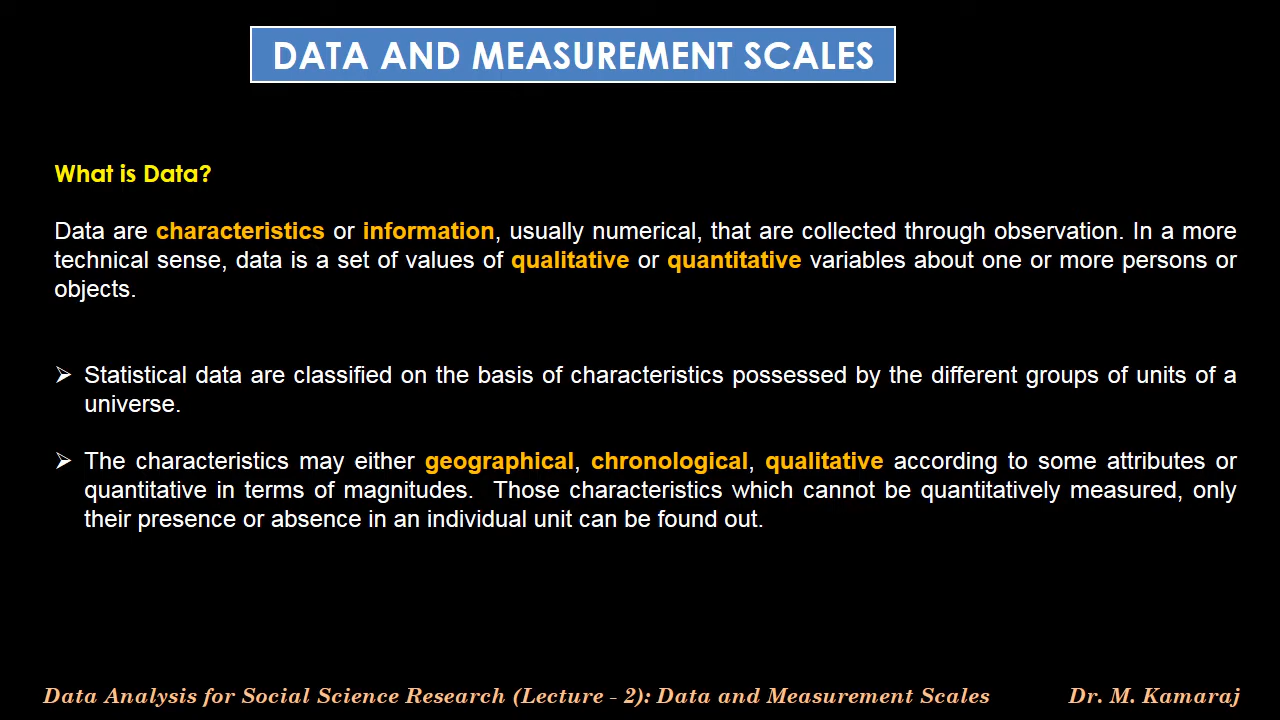 DATA AND MEASUREMENT SCALES
What is Data?
Data are characteristics or information, usually numerical, that are collected through observation. In a more
technical sense, data is a set of values of qualitative or quantitative variables about one or more persons or
objects.
➢ Statistical data are classified on the basis of characteristics possessed by the different groups of units of a
universe.
➢ The characteristics may either geographical, chronological, qualitative according to some attributes or
quantitative in terms of magnitudes.  Those characteristics which cannot be quantitatively measured, only
their presence or absence in an individual unit can be found out.
Data Analysis for Social Science Research (Lecture - 2): Data and Measurement Scales Dr. M. Kamaraj